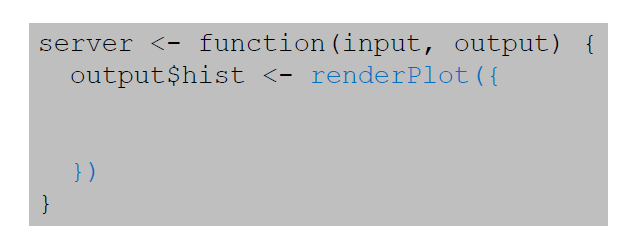 server <- function(input, output) {
  output$hist <- renderPlot({
  })
}